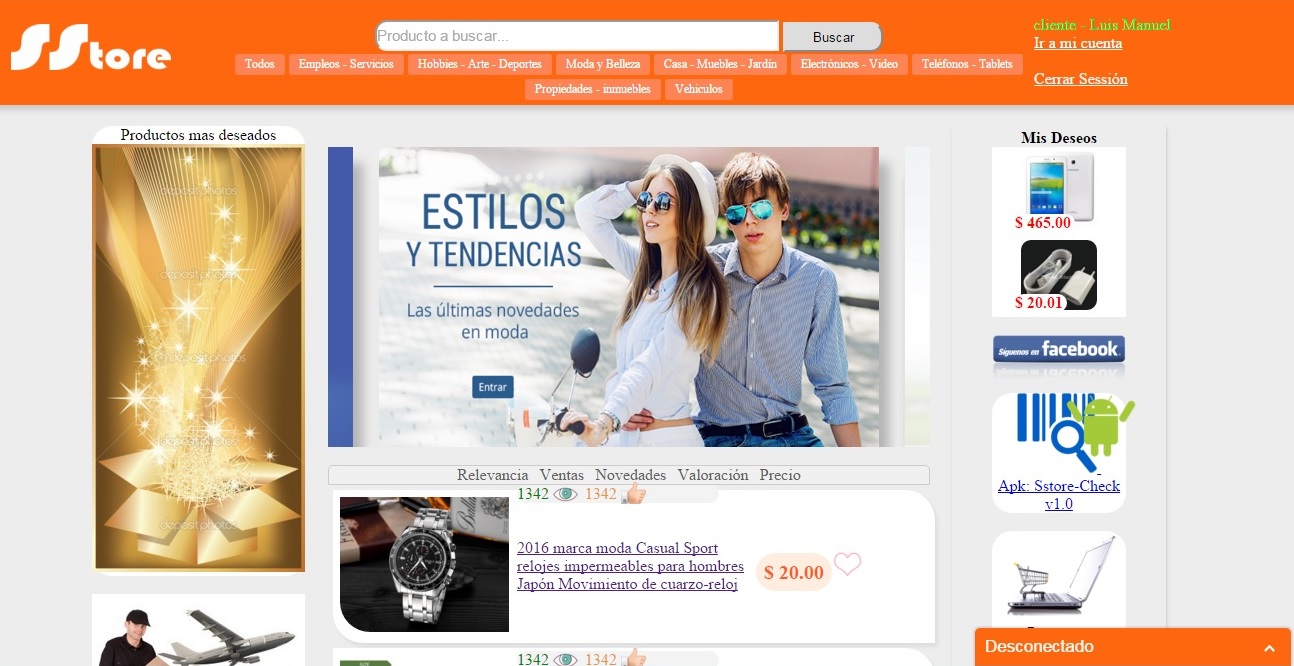 SStore
Producto a buscar...
Buscar
cliente - Luis Manuel
Ir a mi cuenta
Cerrar Sessión
Todos
Empleos - Servicios
Hobbies - Arte - Deportes
Moda y Belleza
Casa - Muebles - Jardín
Electrónicos - Video
Teléfonos - Tablets
Propiedades - inmuebles
Vehiculos
Productos mas deseados
depositphotos
depositphotos
depositphotos
depositphotos
depositphotos
ESTILOS
Y TENDENCIAS
Las últimas novedades
en moda
Entrar
Relevancia Ventas Novedades Valoración Precio
1342 1342
2016 marca moda Casual Sport
relojes impermeables para hombres
Japón Movimiento de cuarzo-reloj
$ 20.00
1342 1342
Mis Deseos
$ 465.00
$ 20.01
Síguenos en facebook
Apk: Sstore-Check
v1.0
Desconectado